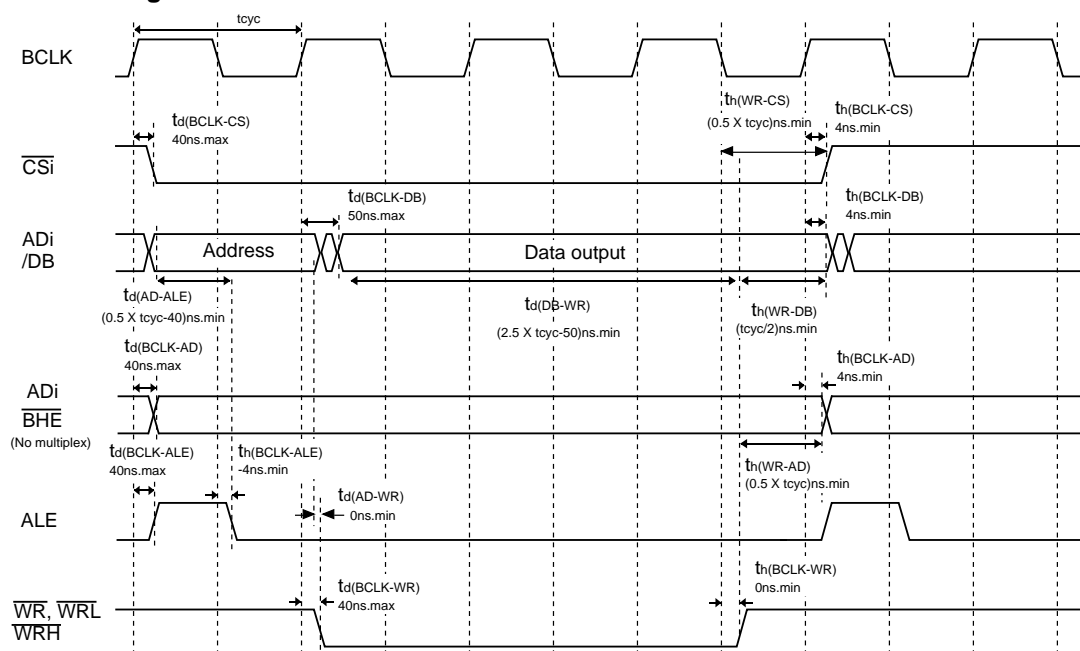 tcyc
BCLK
td(BCLK-CS)
40ns.max
th(WR-CS)
(0.5 X tcyc)ns.min
th(BCLK-CS)
4ns.min
CSi
td(BCLK-DB)
50ns.max
th(BCLK-DB)
4ns.min
ADi
/DB
Address
Data output
td(AD-ALE)
(0.5 X tcyc-40)ns.min
td(DB-WR)
(2.5 X tcyc-50)ns.min
th(WR-DB)
(tcyc/2)ns.min
td(BCLK-AD)
40ns.max
th(BCLK-AD)
4ns.min
ADi
BHE
(No multiplex)
td(BCLK-ALE)
40ns.max
th(BCLK-ALE)
-4ns.min
th(WR-AD)
(0.5 X tcyc)ns.min
td(AD-WR)
0ns.min
ALE
td(BCLK-WR)
40ns.max
th(BCLK-WR)
0ns.min
WR, WRL
WRH